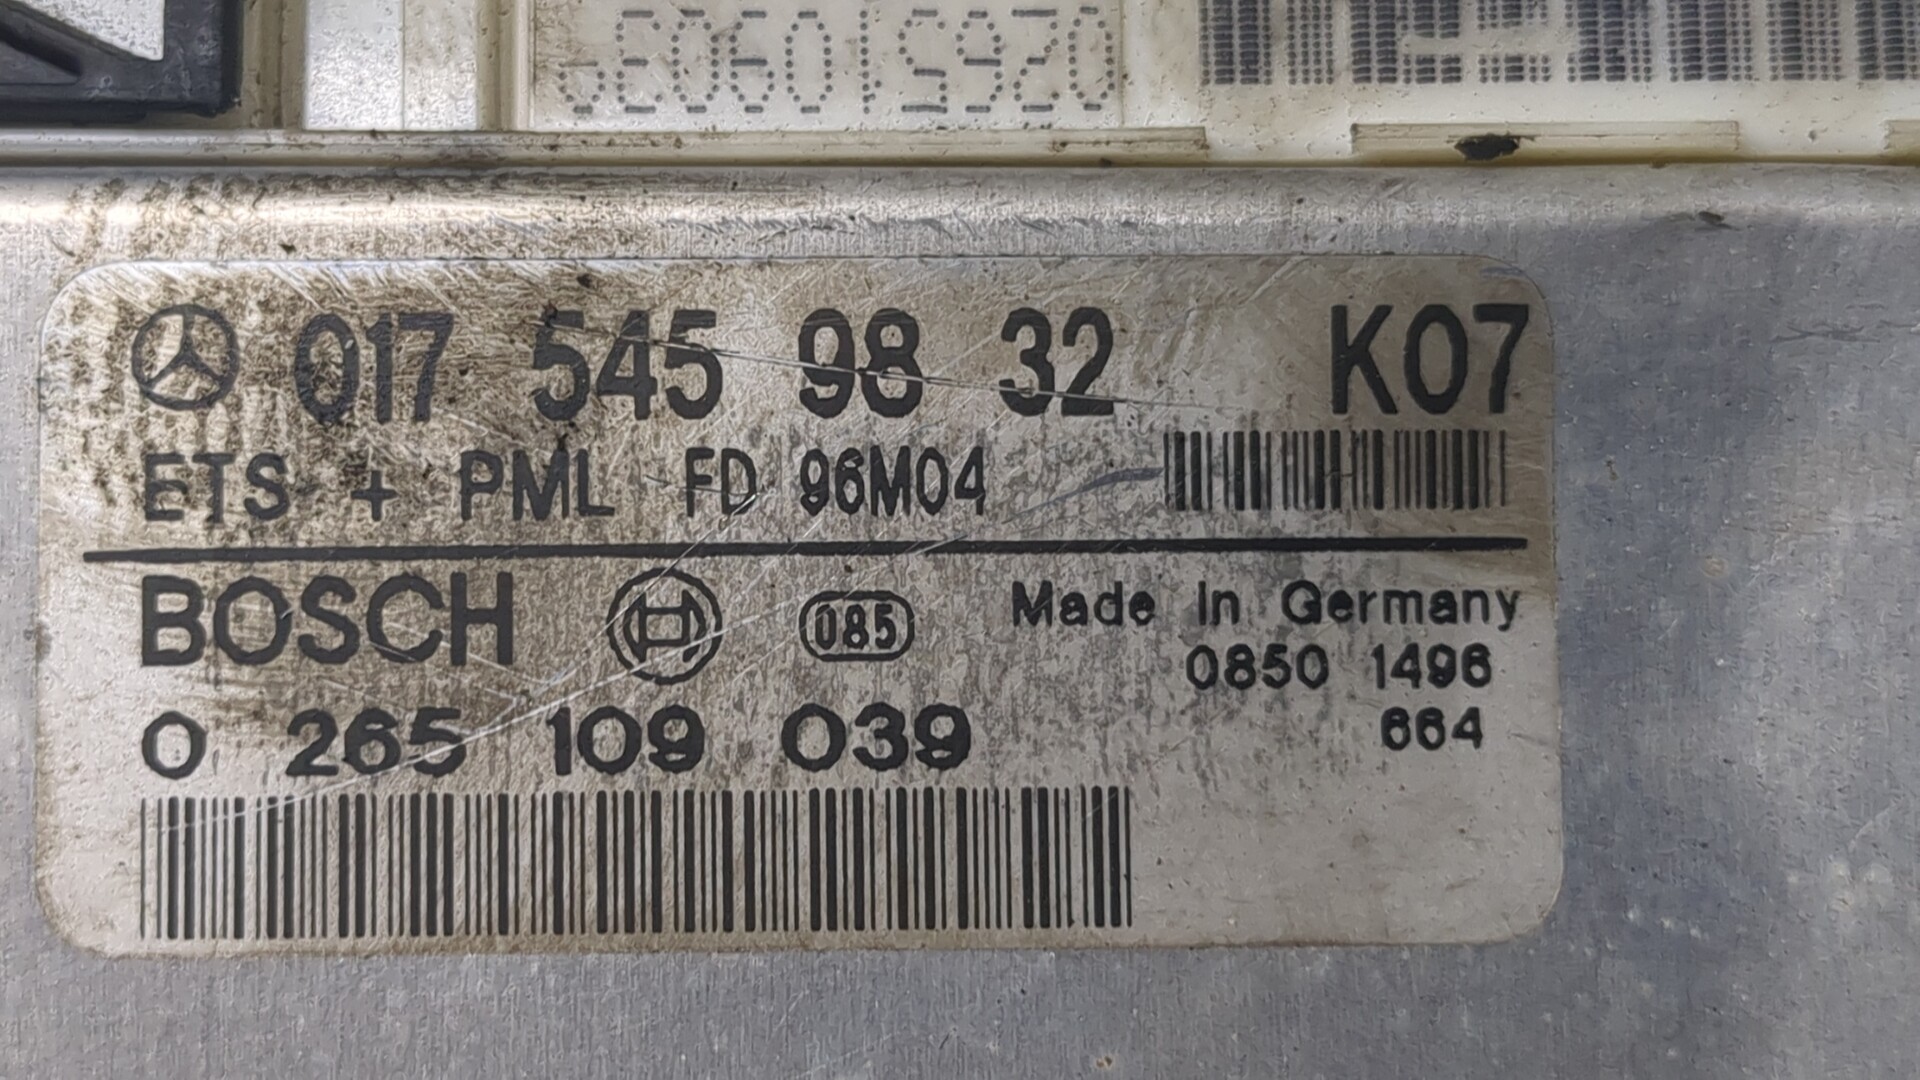 0265109039
017 545 98 32 K07
ETS + PML FD 96M04
BOSCH 085 Made in Germany
0850 1496
0 265 109 039 664